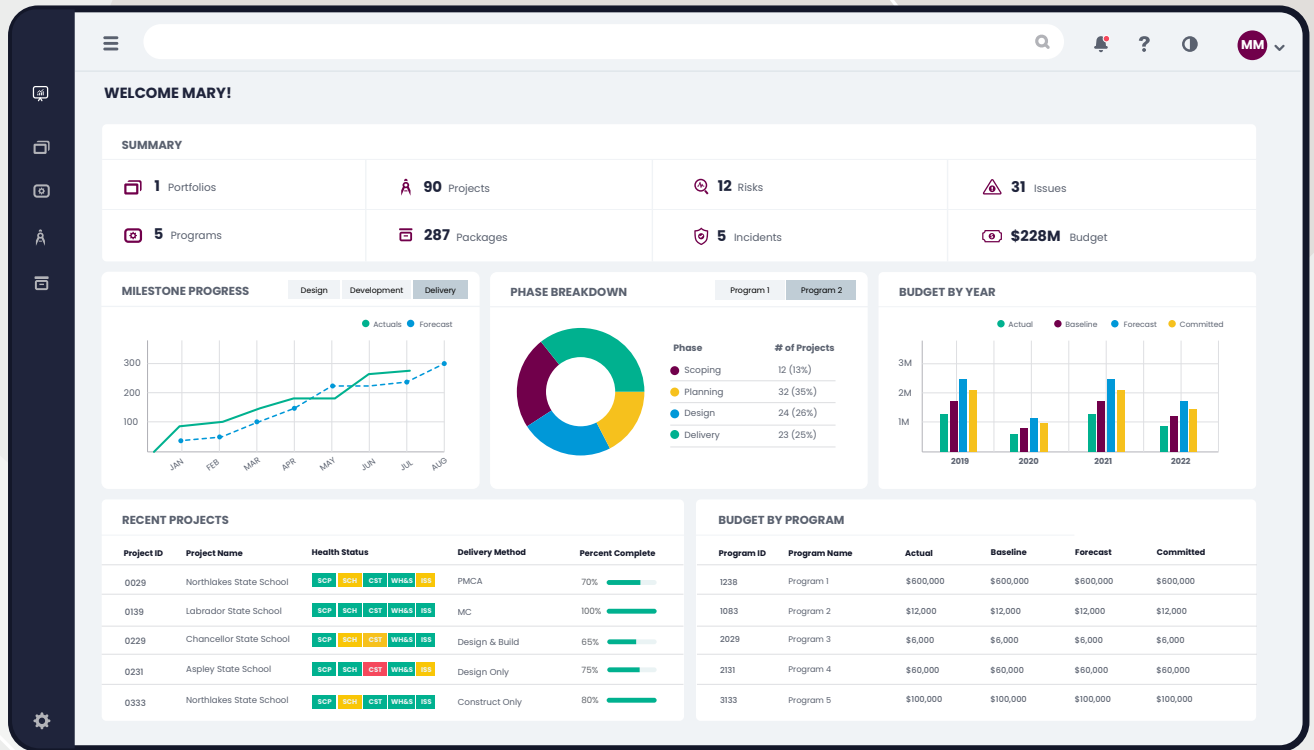 MM
WELCOME MARY!
SUMMARY
1 Portfolios
90 Projects
12 Risks
31 Issues
5 Programs
287 Packages
5 Incidents
$228M Budget
MILESTONE PROGRESS
Design Development Delivery
Actuals Forecast
300
200
100
JAN FEB MAR APR MAY JUN JUL AUG
PHASE BREAKDOWN
Program 1 Program 2
Phase # of Projects
Scoping 12 (13%)
Planning 32 (35%)
Design 24 (26%)
Delivery 23 (25%)
BUDGET BY YEAR
Actual Baseline Forecast Committed
3M
2M
1M
2019 2020 2021 2022
RECENT PROJECTS
Project ID Project Name Health Status Delivery Method Percent Complete
0029 Northlakes State School SCP SCH CST WH&S ISS PMCA 70%
0139 Labrador State School SCP SCH CST WH&S ISS MC 100%
0229 Chancellor State School SCP SCH CST WH&S ISS Design & Build 65%
0231 Aspley State School SCP SCH CST WH&S ISS Design Only 75%
0333 Northlakes State School SCP SCH CST WH&S ISS Construct Only 80%
BUDGET BY PROGRAM
Program ID Program Name Actual Baseline Forecast Committed
1238 Program 1 $600,000 $600,000 $600,000 $600,000
1083 Program 2 $12,000 $12,000 $12,000 $12,000
2029 Program 3 $6,000 $6,000 $6,000 $6,000
2131 Program 4 $60,000 $60,000 $60,000 $60,000
3133 Program 5 $100,000 $100,000 $100,000 $100,000